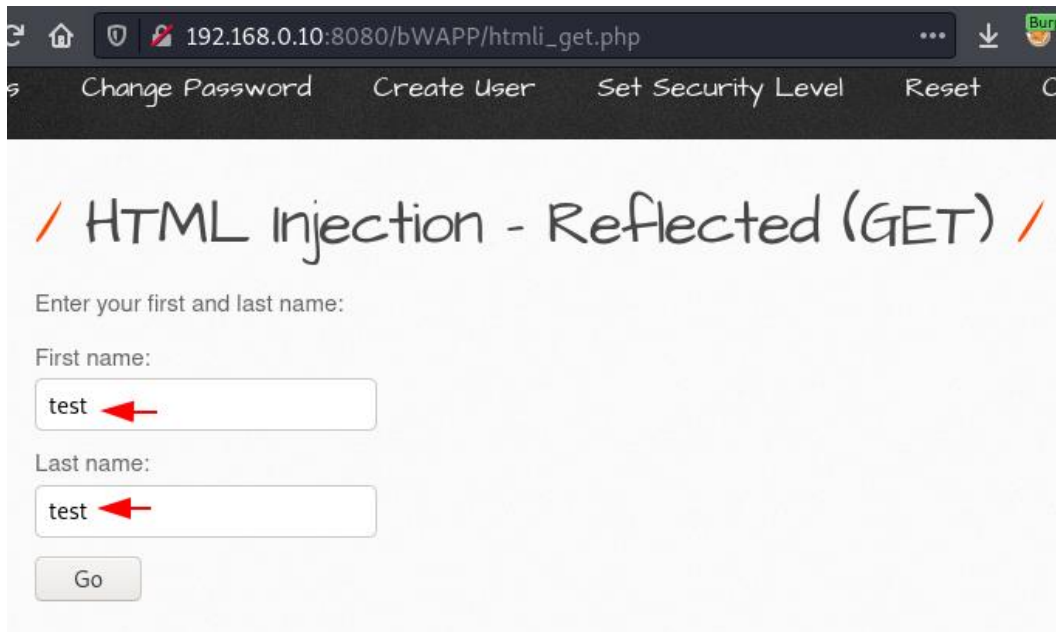 192.168.0.10:8080/bWAPP/htmli_get.php
s Change Password Create User Set Security Level Reset C
/ HTML Injection - Reflected (GET) /
Enter your first and last name:
First name:
test
Last name:
test
Go